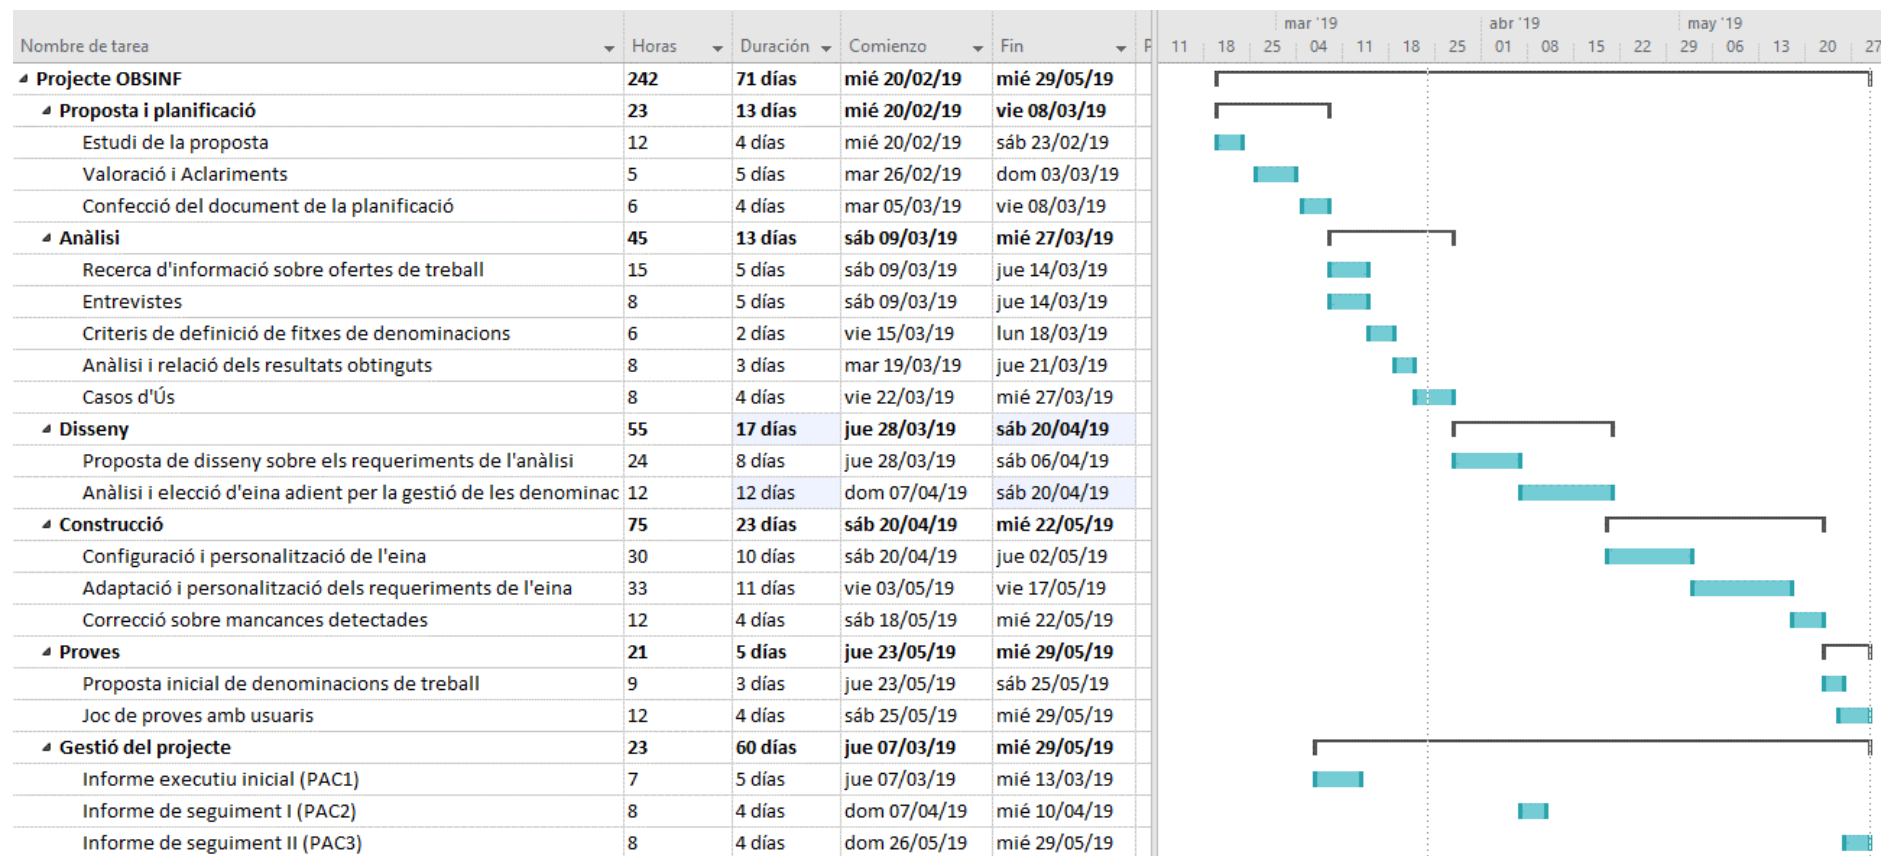 mar '19 abr '19 may '19
Nombre de tarea Horas Duración Comienzo Fin P 11 18 25 04 11 18 25 01 08 15 22 29 06 13 20 27
Projecte OBSINF 242 71 días mié 20/02/19 mié 29/05/19
Proposta i planificació 23 13 días mié 20/02/19 vie 08/03/19
Estudi de la proposta 12 4 días mié 20/02/19 sáb 23/02/19
Valoració i Aclariments 5 5 días mar 26/02/19 dom 03/03/19
Confecció del document de la planificació 6 4 días mar 05/03/19 vie 08/03/19
Anàlisi 45 13 días sáb 09/03/19 mié 27/03/19
Recerca d'informació sobre ofertes de treball 15 5 días sáb 09/03/19 jue 14/03/19
Entrevistes 8 5 días sáb 09/03/19 jue 14/03/19
Criteris de definició de fitxes de denominacions 6 2 días vie 15/03/19 lun 18/03/19
Anàlisi i relació dels resultats obtinguts 8 3 días mar 19/03/19 jue 21/03/19
Casos d'Ús 8 4 días vie 22/03/19 mié 27/03/19
Disseny 55 17 días jue 28/03/19 sáb 20/04/19
Proposta de disseny sobre els requeriments de l'anàlisi 24 8 días jue 28/03/19 sáb 06/04/19
Anàlisi i elecció d'eina adient per la gestió de les denominac 12 12 días dom 07/04/19 sáb 20/04/19
Construcció 75 23 días sáb 20/04/19 mié 22/05/19
Configuració i personalització de l'eina 30 10 días sáb 20/04/19 jue 02/05/19
Adaptació i personalització dels requeriments de l'eina 33 11 días vie 03/05/19 vie 17/05/19
Correcció sobre mancances detectades 12 4 días sáb 18/05/19 mié 22/05/19
Proves 21 5 días jue 23/05/19 mié 29/05/19
Proposta inicial de denominacions de treball 9 3 días jue 23/05/19 sáb 25/05/19
Joc de proves amb usuaris 12 4 días sáb 25/05/19 mié 29/05/19
Gestió del projecte 23 60 días jue 07/03/19 mié 29/05/19
Informe executiu inicial (PAC1) 7 5 días jue 07/03/19 mié 13/03/19
Informe de seguiment I (PAC2) 8 4 días dom 07/04/19 mié 10/04/19
Informe de seguiment II (PAC3) 8 4 días dom 26/05/19 mié 29/05/19